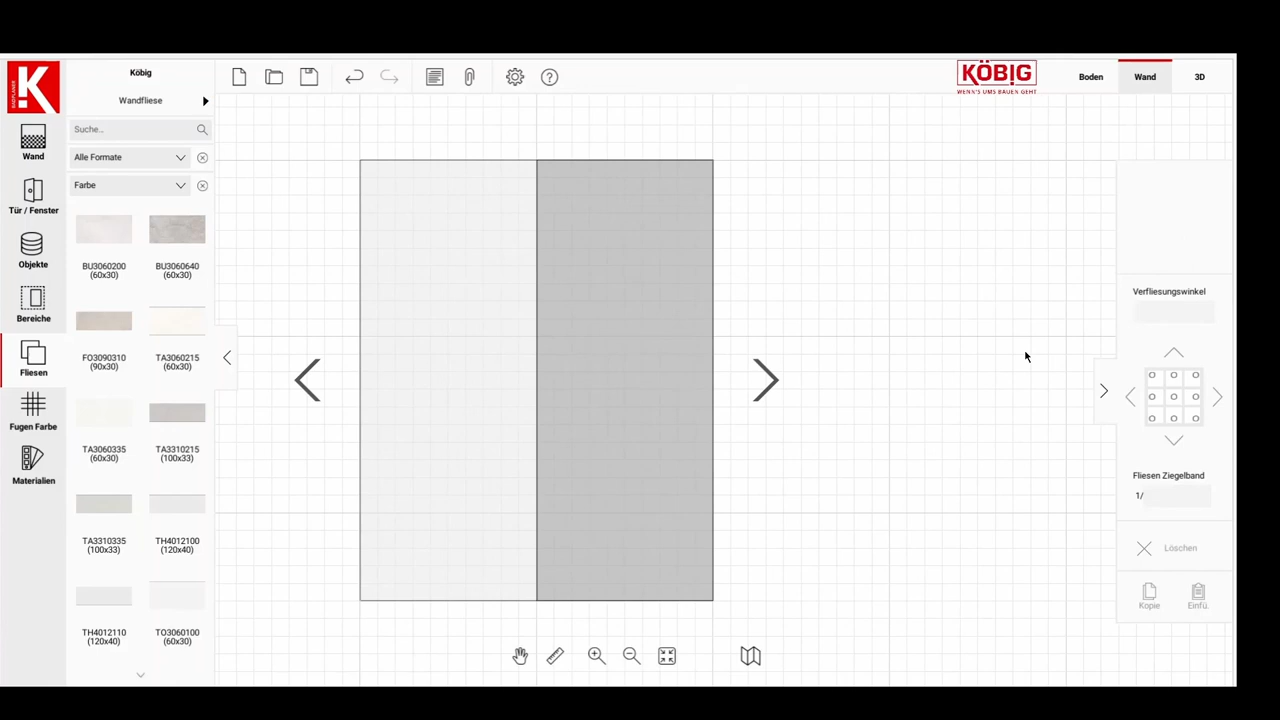 Köbig
Wandfliese
Suche...
Alle Formate
Farbe
BU3060200
(60x30)
BU3060640
(60x30)
FO3090310
(90x30)
TA3060215
(60x30)
TA3060335
(60x30)
TA3310215
(100x33)
TA3310335
(100x33)
TH4012100
(120x40)
TH4012110
(120x40)
TO3060100
(60x30)
Wand
Tür / Fenster
Objekte
Bereiche
Fliesen
Fugen Farbe
Materialien
KÖBIG
WENN'S UMS BAUEN GEHT
Boden
Wand
3D
Verfliesungswinkel
Fliesen Ziegelband
1/
Löschen
Kopie
Einfü.